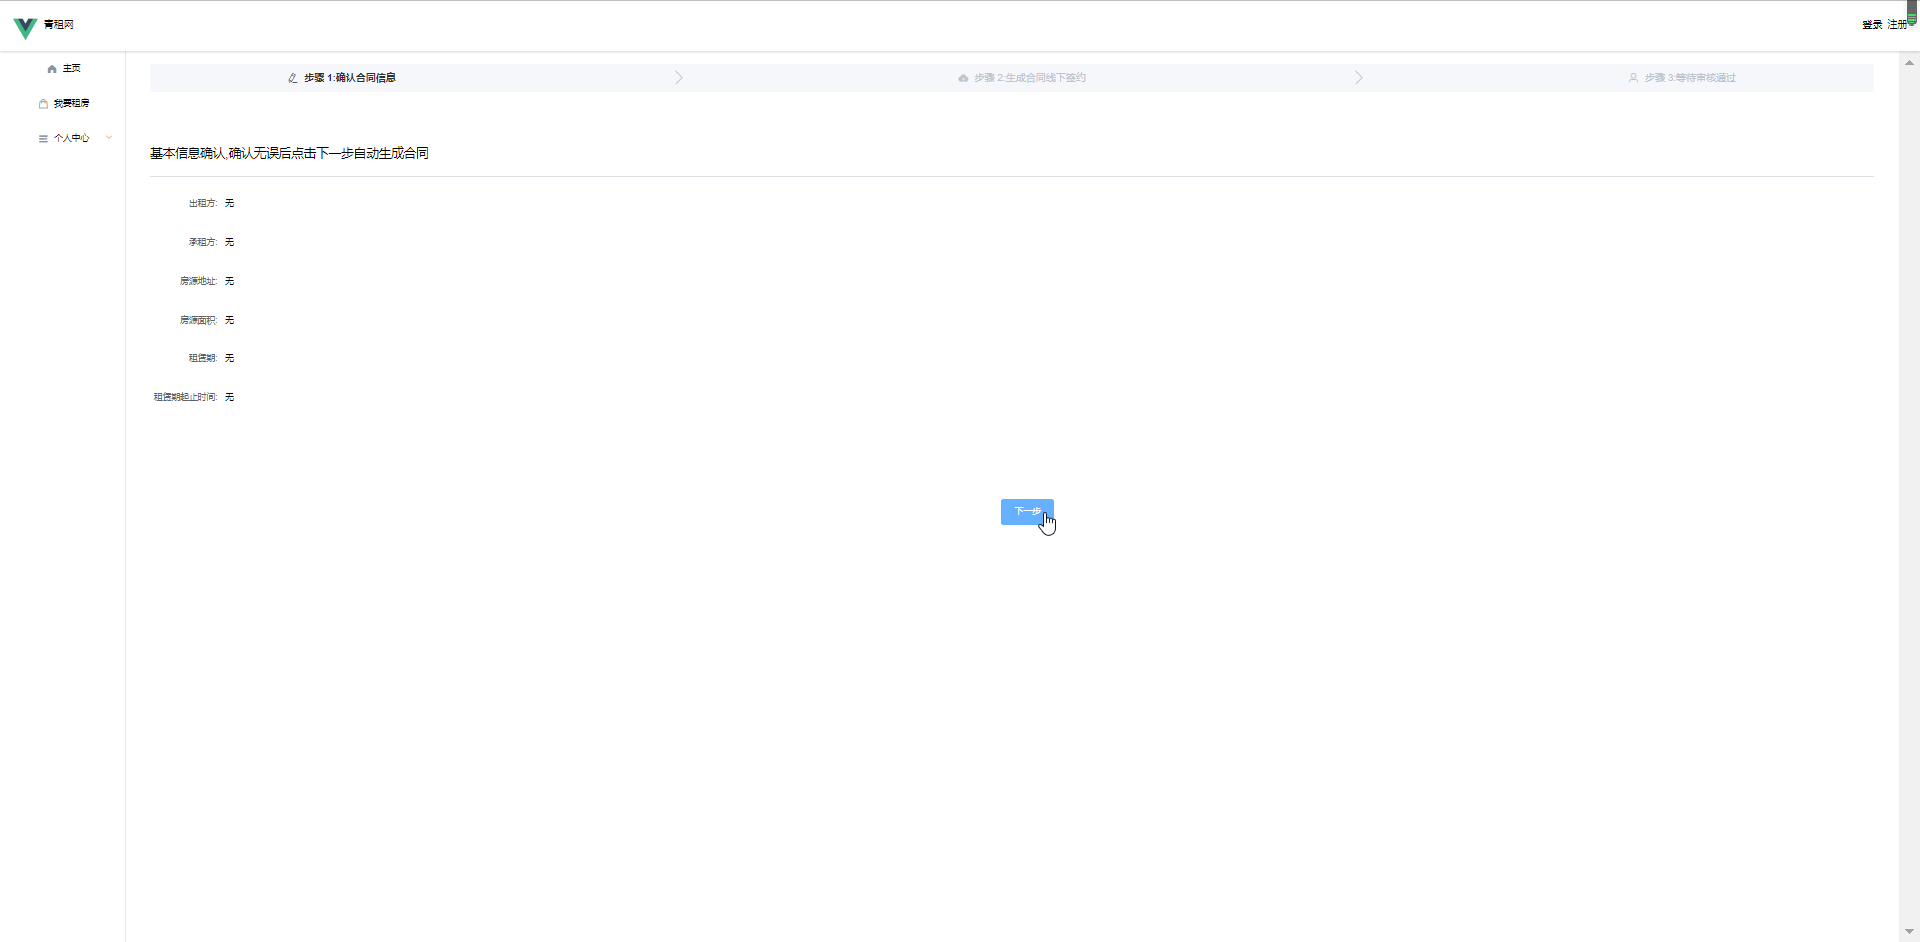 青租网
登录 注册
主页
我要租房
个人中心
步骤 1:确认合同信息
步骤 2:生成合同线下签约
步骤 3:等待审核通过
基本信息确认,确认无误后点击下一步自动生成合同
出租方: 无
承租方: 无
房源地址: 无
房源面积: 无
租赁期: 无
租赁期起止时间: 无
下一步